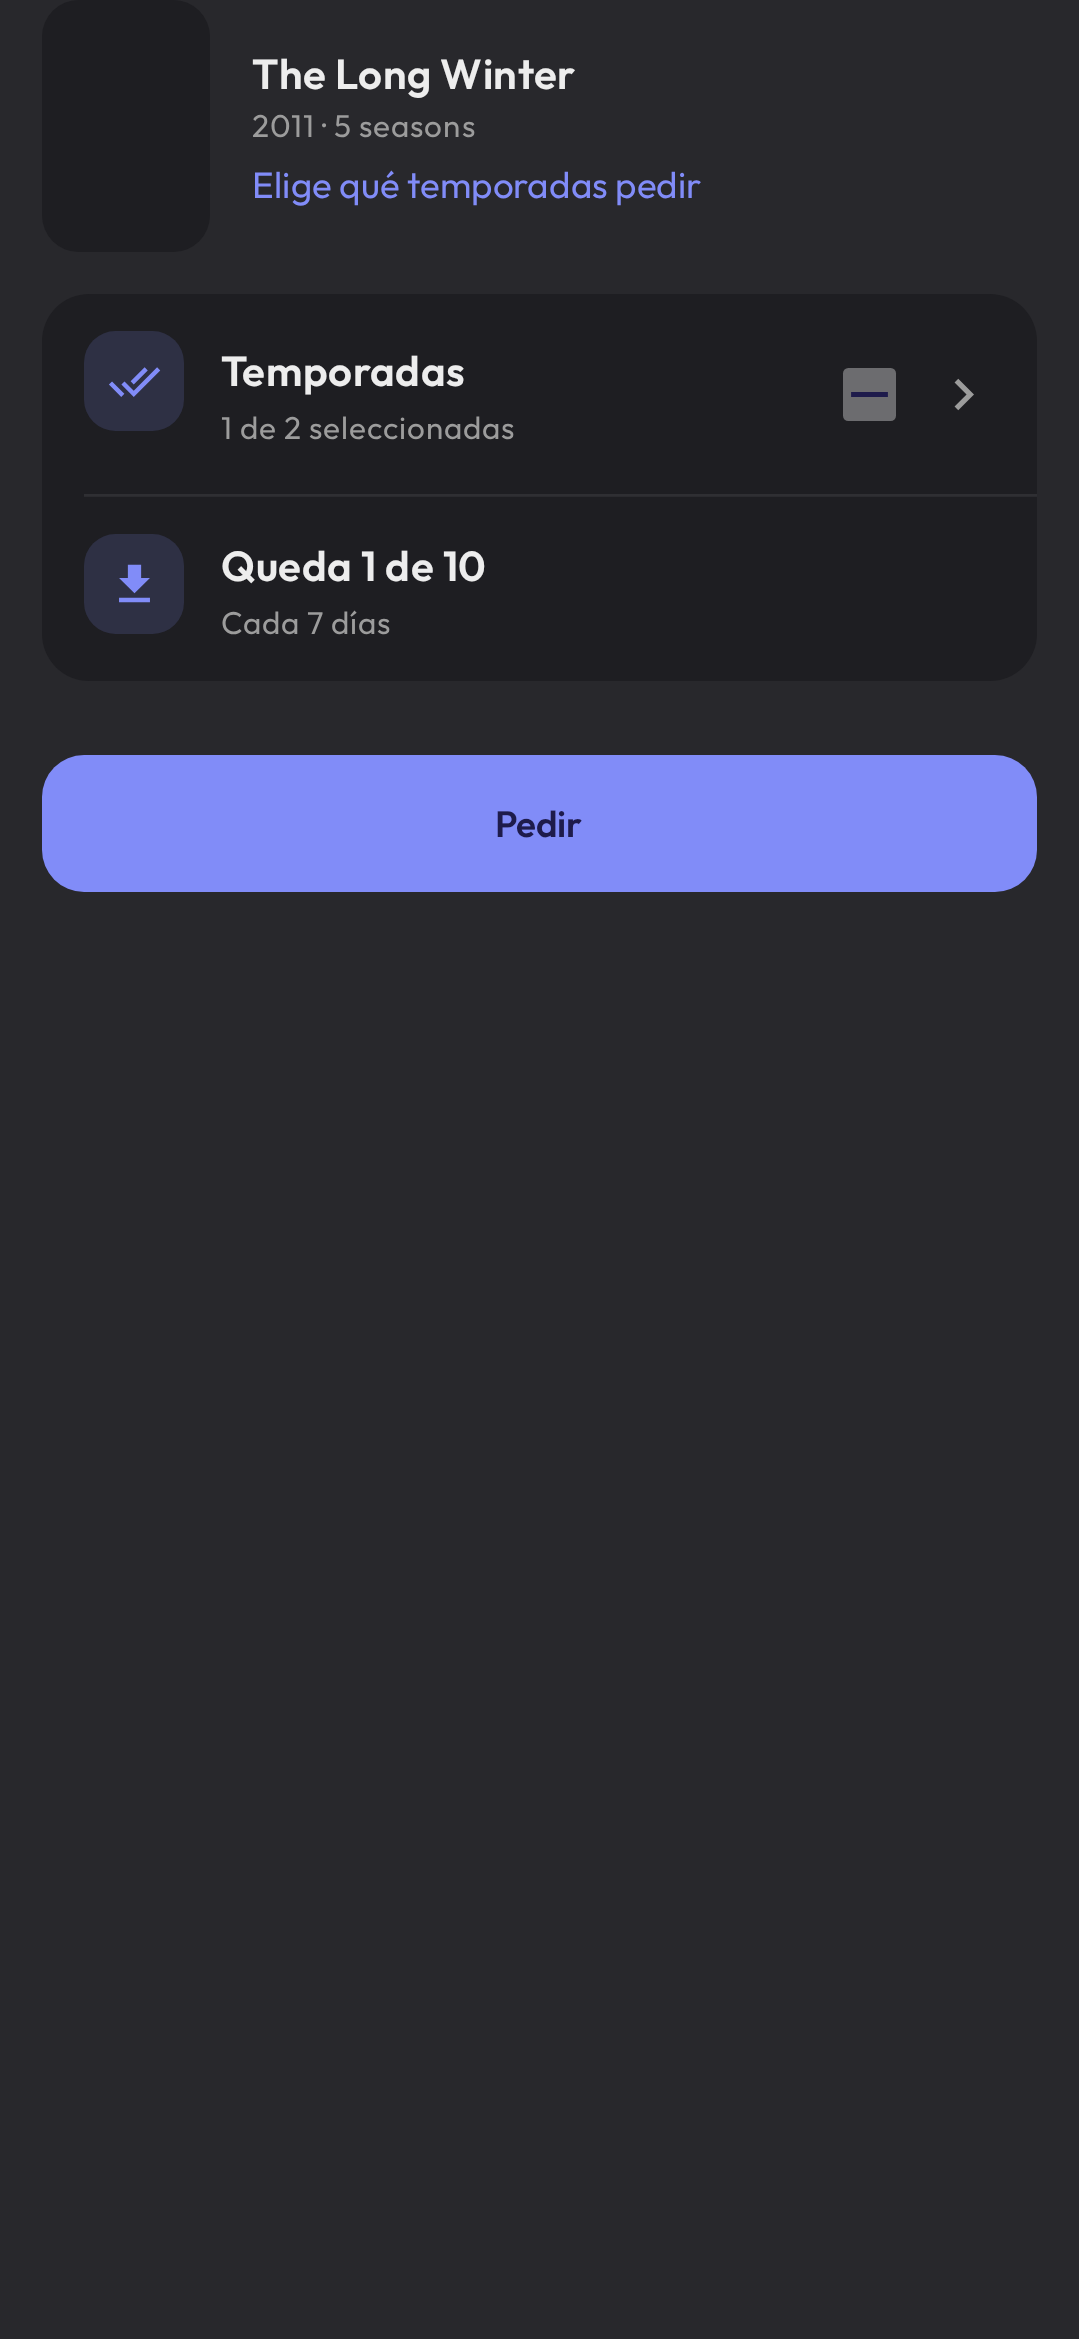 The Long Winter
2011 · 5 seasons
Elige qué temporadas pedir
Temporadas
1 de 2 seleccionadas
Queda 1 de 10
Cada 7 días
Pedir